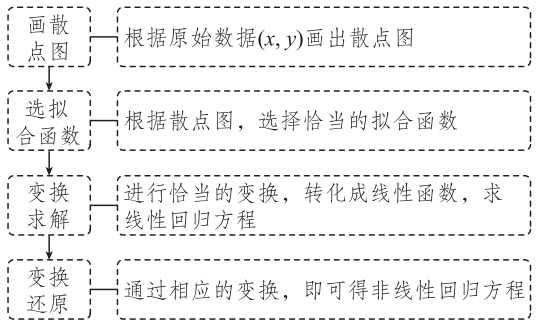 画散
点图
根据原始数据(x, y)画出散点图
选拟
合函数
根据散点图，选择恰当的拟合函数
变换
求解
进行恰当的变换，转化成线性函数，求
线性回归方程
变换
还原
通过相应的变换，即可得非线性回归方程